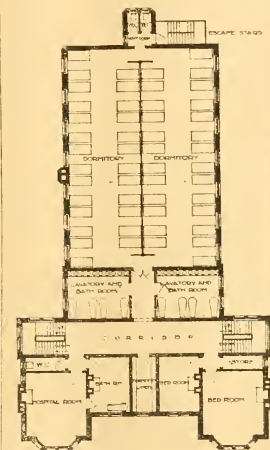 ESCAPE STAIRS
DORMITORY
DORMITORY
LAVATORY AND
BATH ROOM
LAVATORY AND
BATH ROOM
CORRIDOR
W.C.
STORE
BATH RM
BED ROOM
HOSPITAL ROOM
BED ROOM